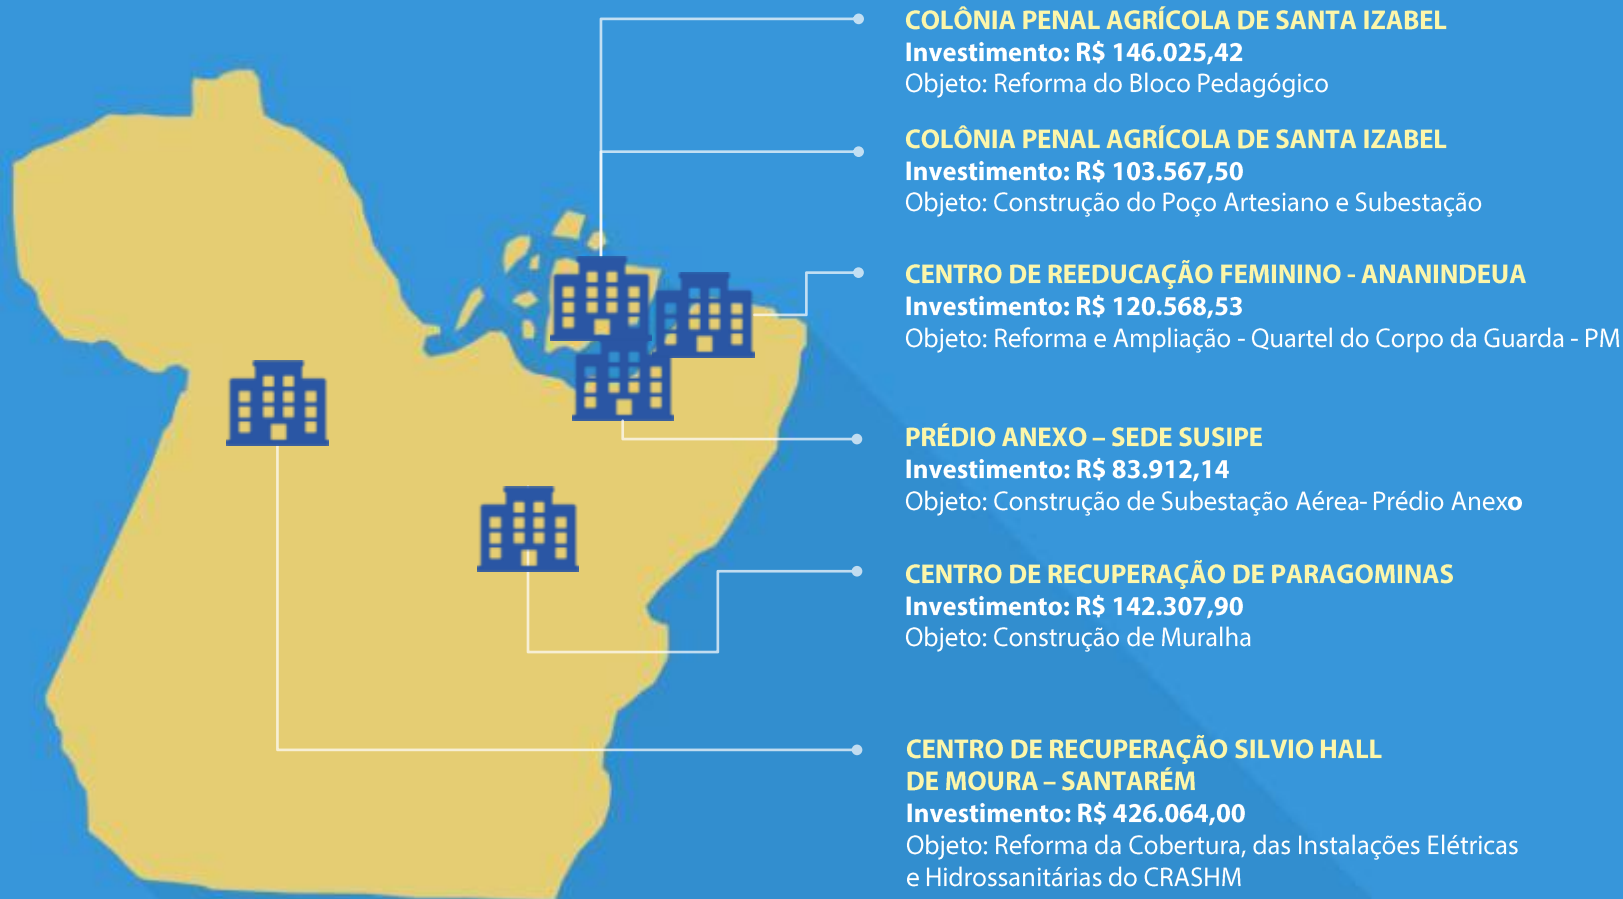 COLÔNIA PENAL AGRÍCOLA DE SANTA IZABEL
Investimento: R$ 146.025,42
Objeto: Reforma do Bloco Pedagógico
COLÔNIA PENAL AGRÍCOLA DE SANTA IZABEL
Investimento: R$ 103.567,50
Objeto: Construção do Poço Artesiano e Subestação
CENTRO DE REEDUCAÇÃO FEMININO - ANANINDEUA
Investimento: R$ 120.568,53
Objeto: Reforma e Ampliação - Quartel do Corpo da Guarda - PM
PRÉDIO ANEXO – SEDE SUSIPE
Investimento: R$ 83.912,14
Objeto: Construção de Subestação Aérea- Prédio Anexo
CENTRO DE RECUPERAÇÃO DE PARAGOMINAS
Investimento: R$ 142.307,90
Objeto: Construção de Muralha
CENTRO DE RECUPERAÇÃO SILVIO HALL
DE MOURA – SANTARÉM
Investimento: R$ 426.064,00
Objeto: Reforma da Cobertura, das Instalações Elétricas
e Hidrossanitárias do CRASHM